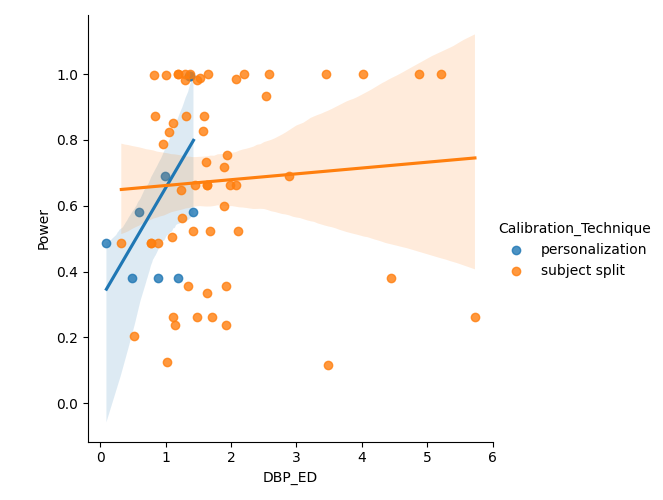 1.0
0.8
0.6
0.4
0.2
0.0
Power
0 1 2 3 4 5 6
DBP_ED
Calibration_Technique
personalization
subject split